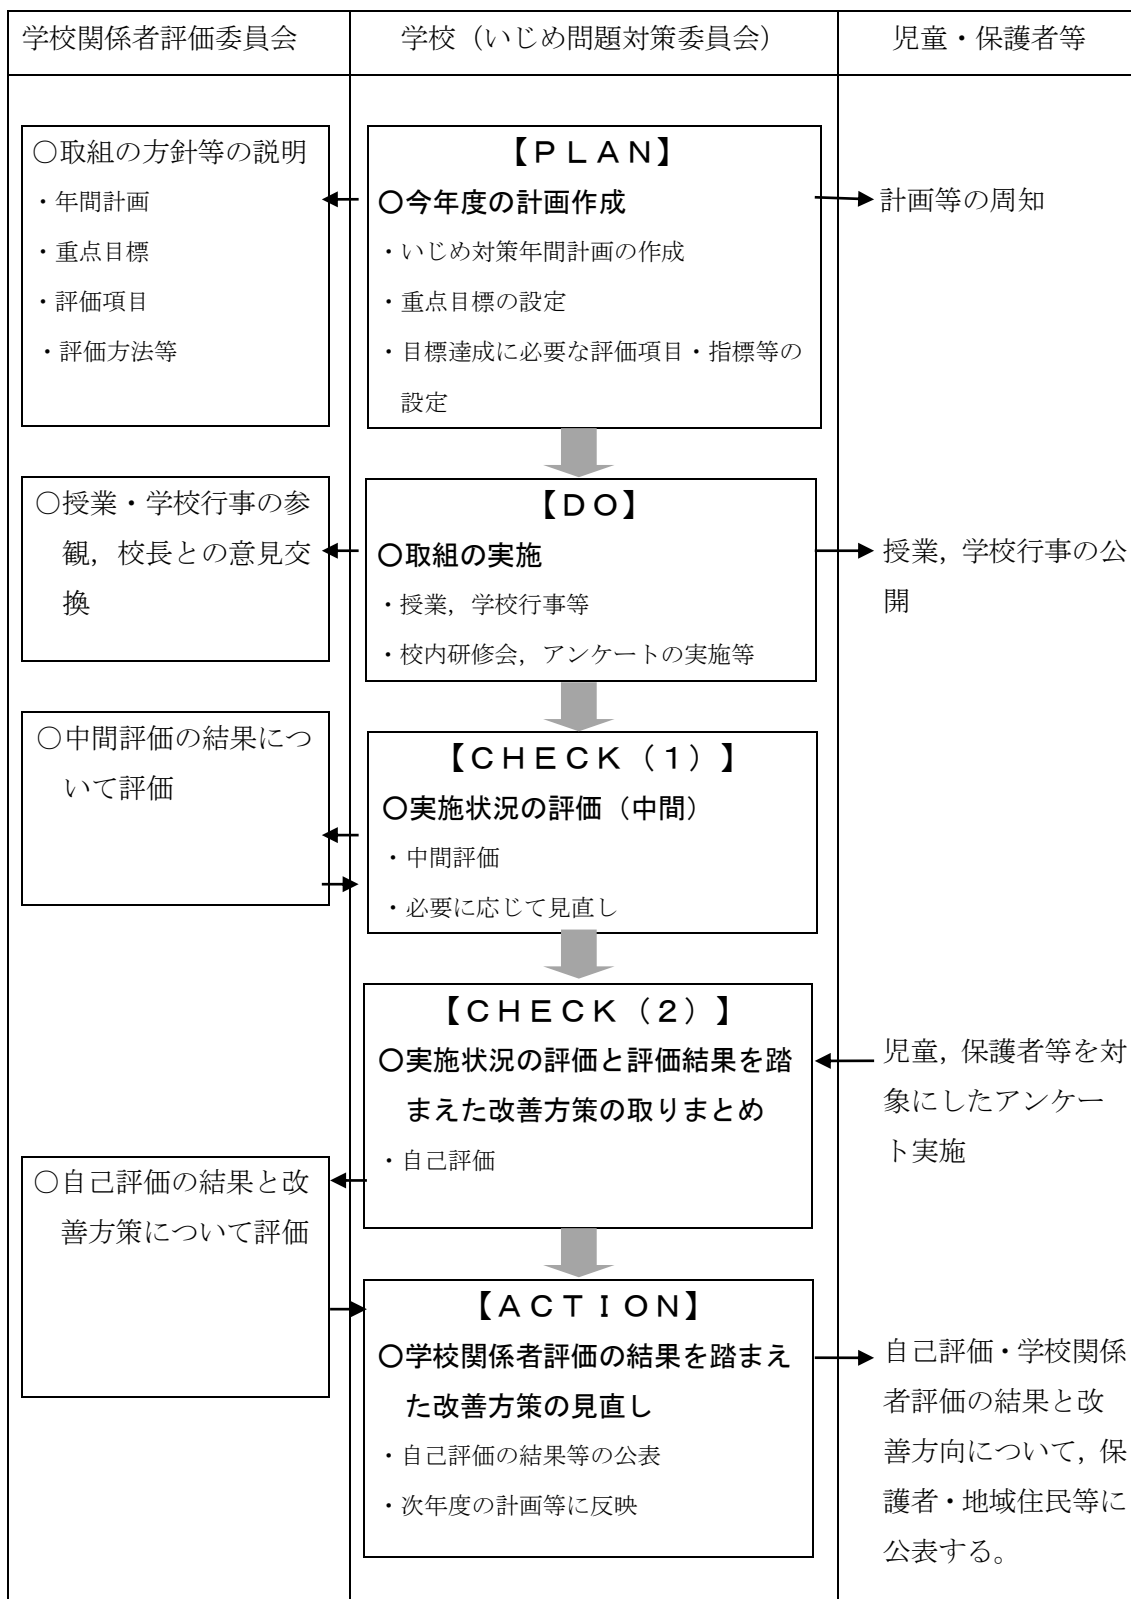 学校関係者評価委員会
学校（いじめ問題対策委員会）
児童・保護者等
○取組の方針等の説明
・年間計画
・重点目標
・評価項目
・評価方法等
【ＰＬＡＮ】
○今年度の計画作成
・いじめ対策年間計画の作成
・重点目標の設定
・目標達成に必要な評価項目・指標等の
設定
計画等の周知
○授業・学校行事の参
観，校長との意見交
換
【ＤＯ】
○取組の実施
・授業，学校行事等
・校内研修会，アンケートの実施等
授業，学校行事の公
開
○中間評価の結果につ
いて評価
【ＣＨＥＣＫ（１）】
○実施状況の評価（中間）
・中間評価
・必要に応じて見直し
【ＣＨＥＣＫ（２）】
○実施状況の評価と評価結果を踏
まえた改善方策の取りまとめ
・自己評価
児童，保護者等を対
象にしたアンケー
ト実施
○自己評価の結果と改
善方策について評価
【ＡＣＴＩＯＮ】
○学校関係者評価の結果を踏まえ
た改善方策の見直し
・自己評価の結果等の公表
・次年度の計画等に反映
自己評価・学校関係
者評価の結果と改
善方向について，保
護者・地域住民等に
公表する。